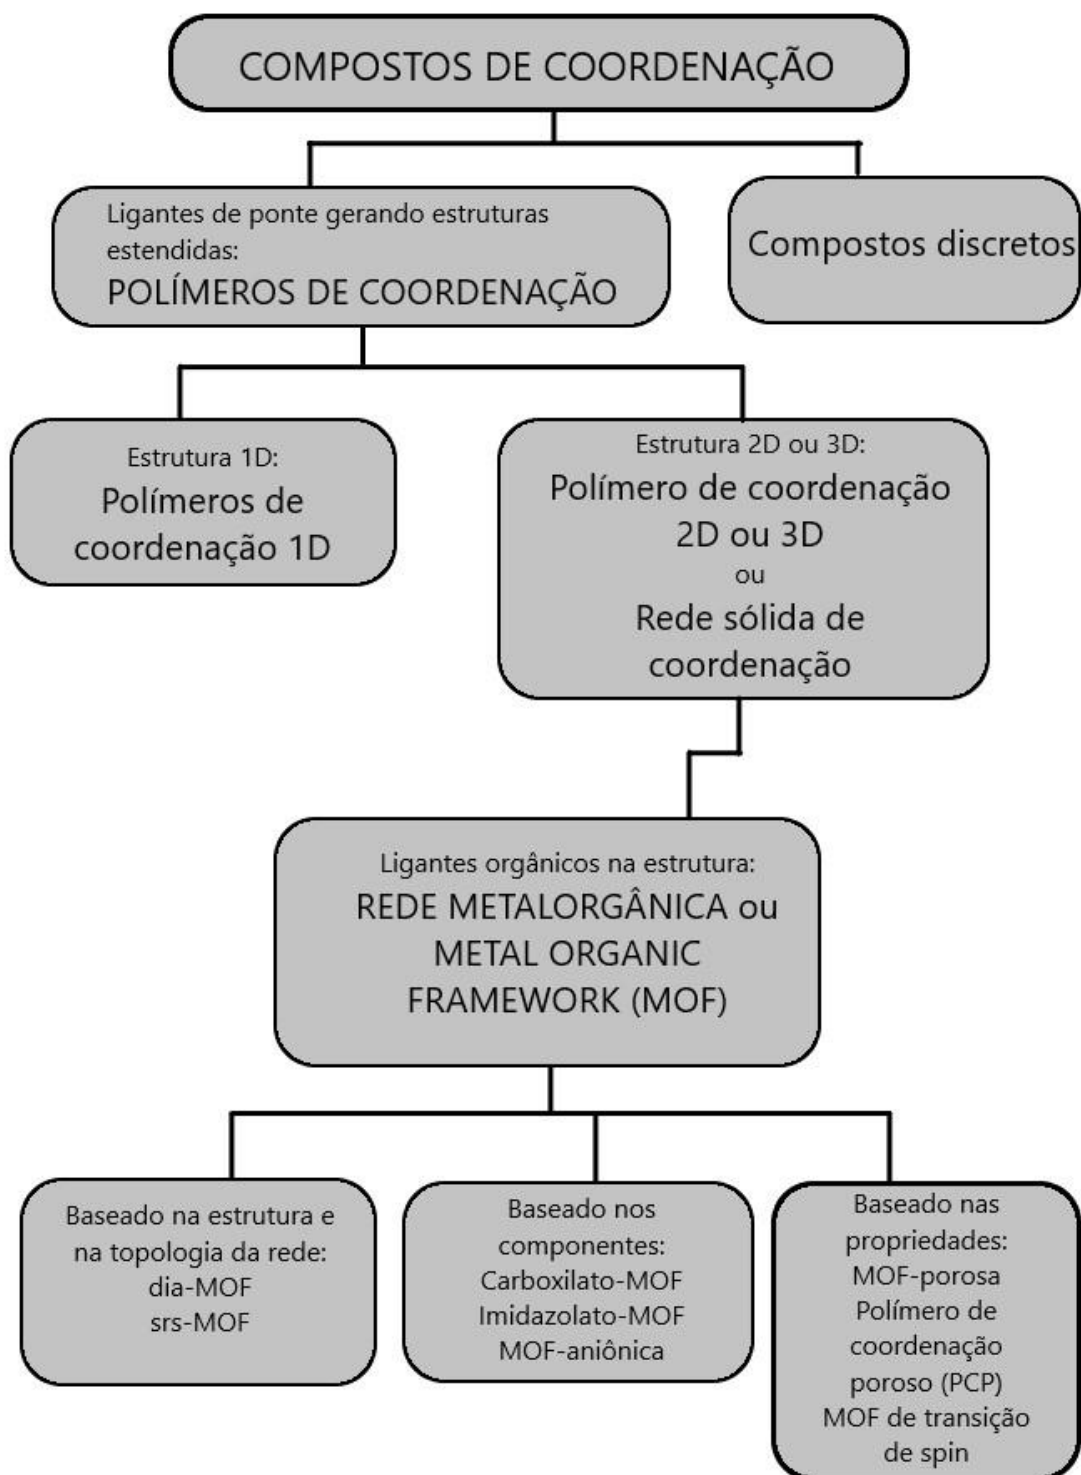 COMPOSTOS DE COORDENAÇÃO
Ligantes de ponte gerando estruturas
estendidas:
POLÍMEROS DE COORDENAÇÃO
Compostos discretos
Estrutura 1D:
Polímeros de
coordenação 1D
Estrutura 2D ou 3D:
Polímero de coordenação
2D ou 3D
ou
Rede sólida de
coordenação
Ligantes orgânicos na estrutura:
REDE METALORGÂNICA ou
METAL ORGANIC
FRAMEWORK (MOF)
Baseado na estrutura e
na topologia da rede:
dia-MOF
srs-MOF
Baseado nos
componentes:
Carboxilato-MOF
Imidazolato-MOF
MOF-aniônica
Baseado nas
propriedades:
MOF-porosa
Polímero de
coordenação
poroso (PCP)
MOF de transição
de spin